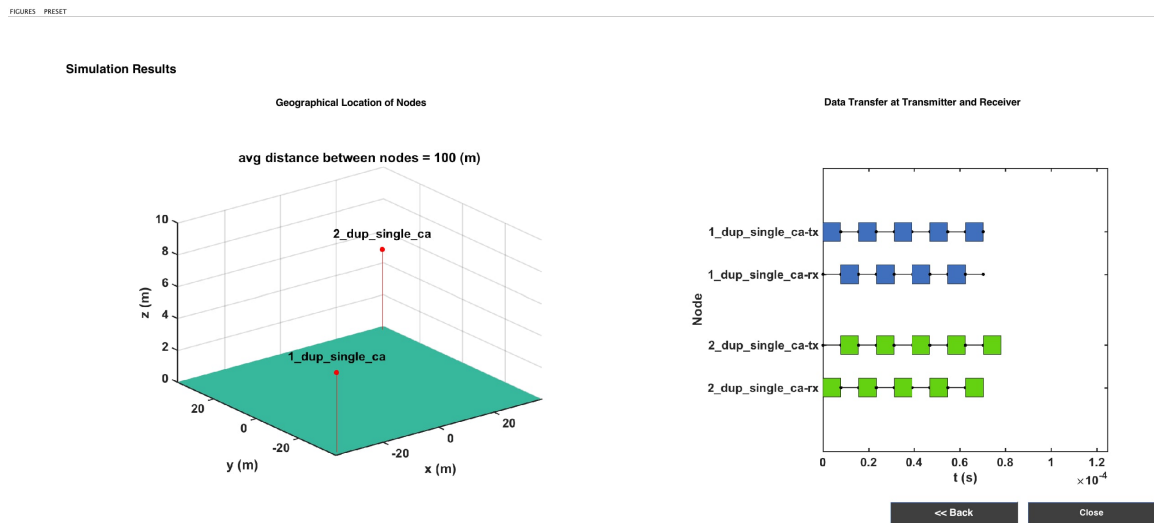 FIGURES PRESET
Simulation Results
Geographical Location of Nodes
avg distance between nodes = 100 (m)
10
8
6
4
2
0
z (m)
2_dup_single_ca
1_dup_single_ca
20
0
-20
y (m)
-20
0
20
x (m)
Data Transfer at Transmitter and Receiver
1_dup_single_ca-tx
1_dup_single_ca-rx
2_dup_single_ca-tx
2_dup_single_ca-rx
Node
0 0.2 0.4 0.6 0.8 1 1.2
t (s)
×10-4
<< Back
Close